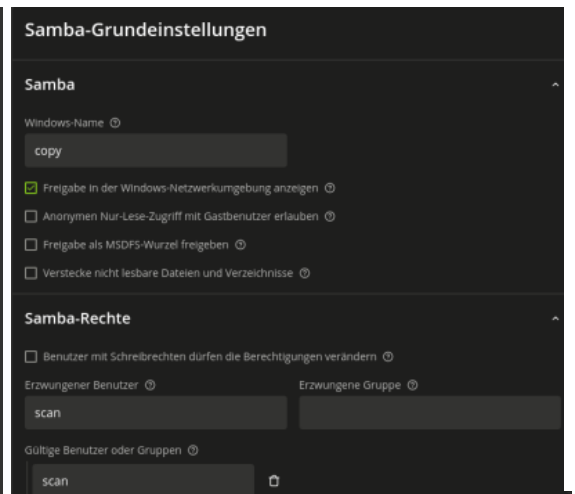 Samba-Grundeinstellungen
Samba
Windows-Name
copy
Freigabe in der Windows-Netzwerkumgebung anzeigen
Anonymen Nur-Lese-Zugriff mit Gastbenutzer erlauben
Freigabe als MSDFS-Wurzel freigeben
Verstecke nicht lesbare Dateien und Verzeichnisse
Samba-Rechte
Benutzer mit Schreibrechten dürfen die Berechtigungen verändern
Erzwungener Benutzer Erzwungene Gruppe
scan
Gültige Benutzer oder Gruppen
scan